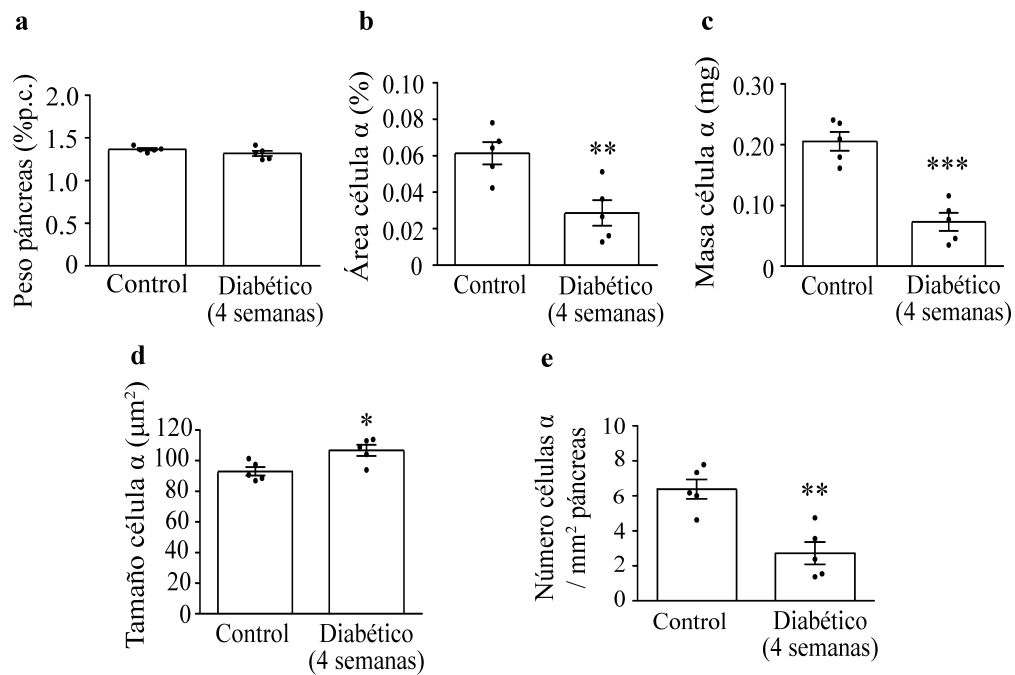 a
Peso páncreas (%p.c.)
2.0
1.5
1.0
.5
0
Control
Diabético
(4 semanas)
b
Área célula α (%)
0.10
0.08
0.06
0.04
0.02
0
**
Control
Diabético
(4 semanas)
c
Masa célula α (mg)
0.30
0.20
0.10
0
***
Control
Diabético
(4 semanas)
d
Tamaño célula α (µm²)
120
100
80
60
40
20
0
*
Control
Diabético
(4 semanas)
e
Número células α
/ mm² páncreas
10
8
6
4
2
0
**
Control
Diabético
(4 semanas)